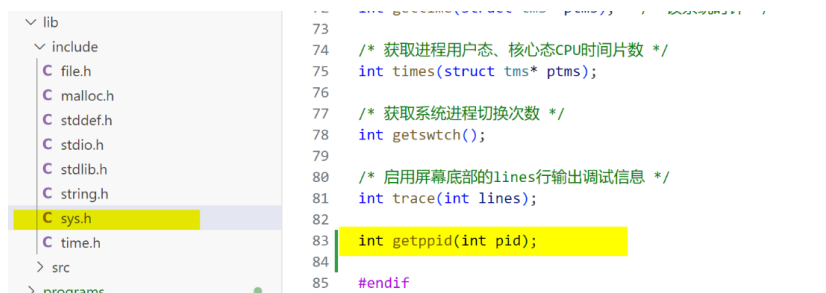 lib
include
file.h
malloc.h
stddef.h
stdio.h
stdlib.h
string.h
sys.h
time.h
src
programs
73
74 /* 获取进程用户态、核心态CPU时间片数 */
75 int times(struct tms* ptms);
76
77 /* 获取系统进程切换次数 */
78 int getswtch();
79
80 /* 启用屏幕底部的lines行输出调试信息 */
81 int trace(int lines);
82
83 int getppid(int pid);
84
85 #endif